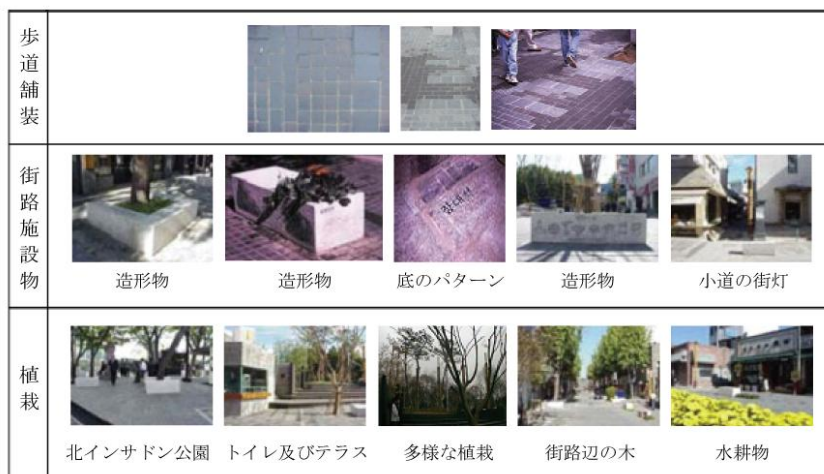 歩道舗装
街路施設物
造形物
造形物
底のパターン
造形物
小道の街灯
植栽
北インサドン公園
トイレ及びテラス
多様な植栽
街路辺の木
水耕物